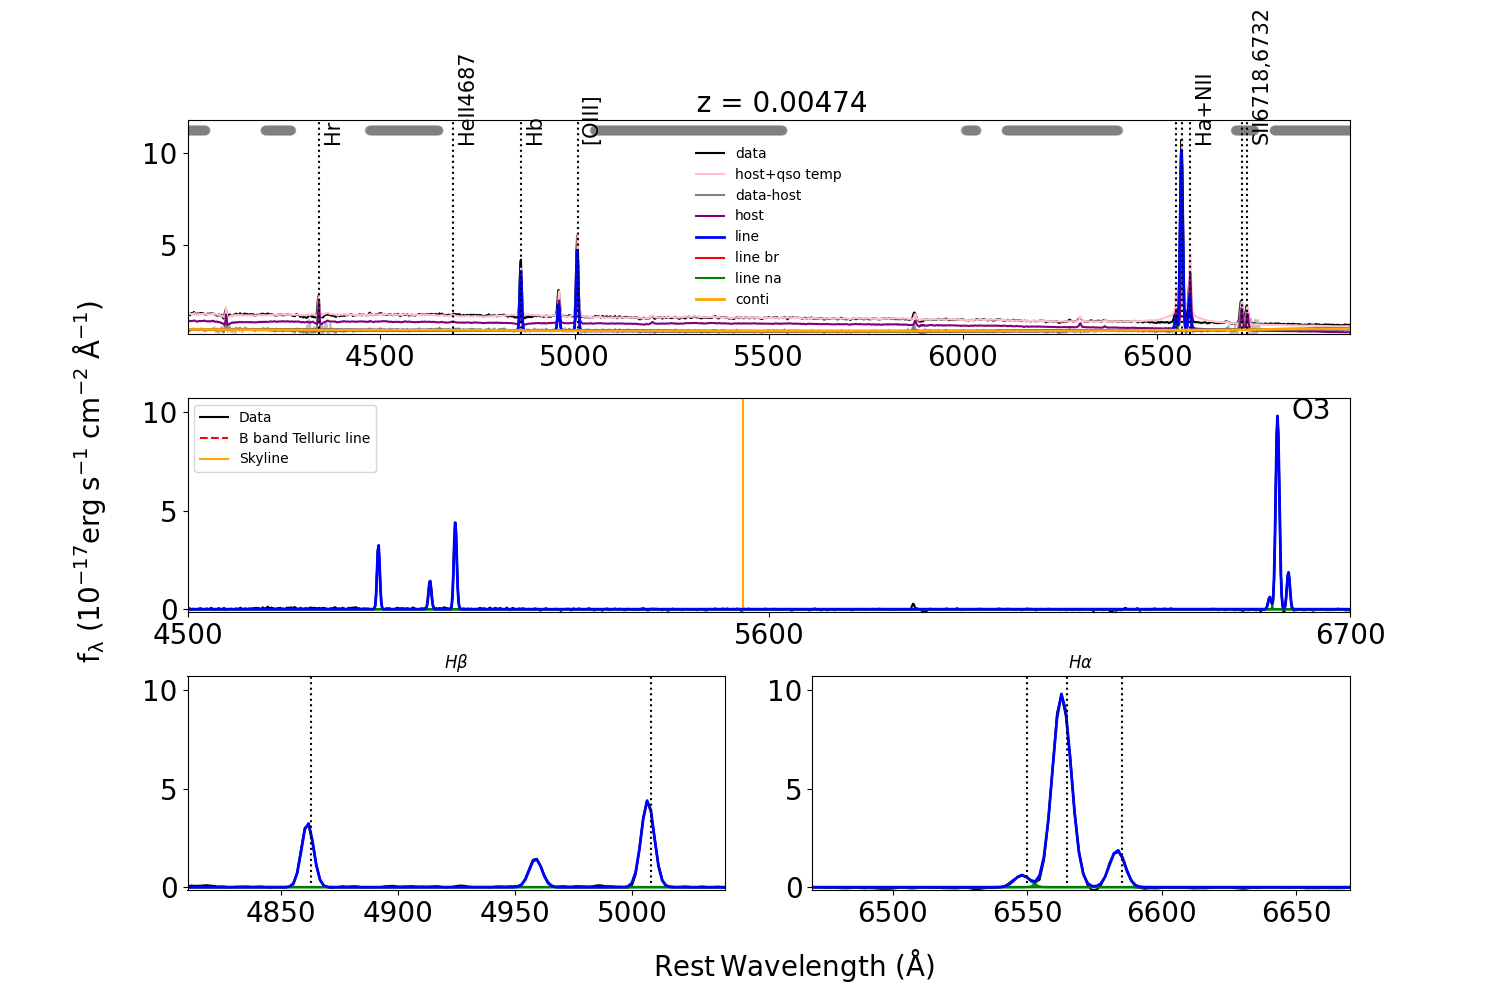 z = 0.00474
Hr
HeII4687
Hb
[OIII]
Ha+NII
SII6718,6732
10
5
data
host+qso temp
data-host
host
line
line br
line na
conti
4500
5000
5500
6000
6500
f_λ (10^−17 erg s^−1 cm^−2 Å^−1)
10
5
0
Data
B band Telluric line
Skyline
O3
4500
5600
6700
Hβ
10
5
0
4850
4900
4950
5000
Hα
10
5
0
6500
6550
6600
6650
Rest Wavelength (Å)